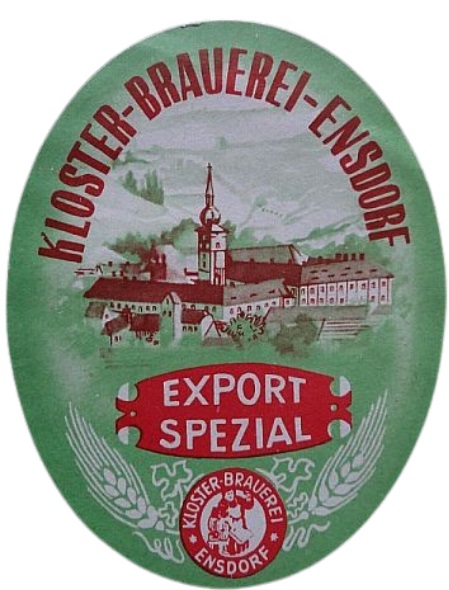 KLOSTER-BRAUEREI-ENSDORF
EXPORT
SPEZIAL
KLOSTER-BRAUEREI
ENSDORF